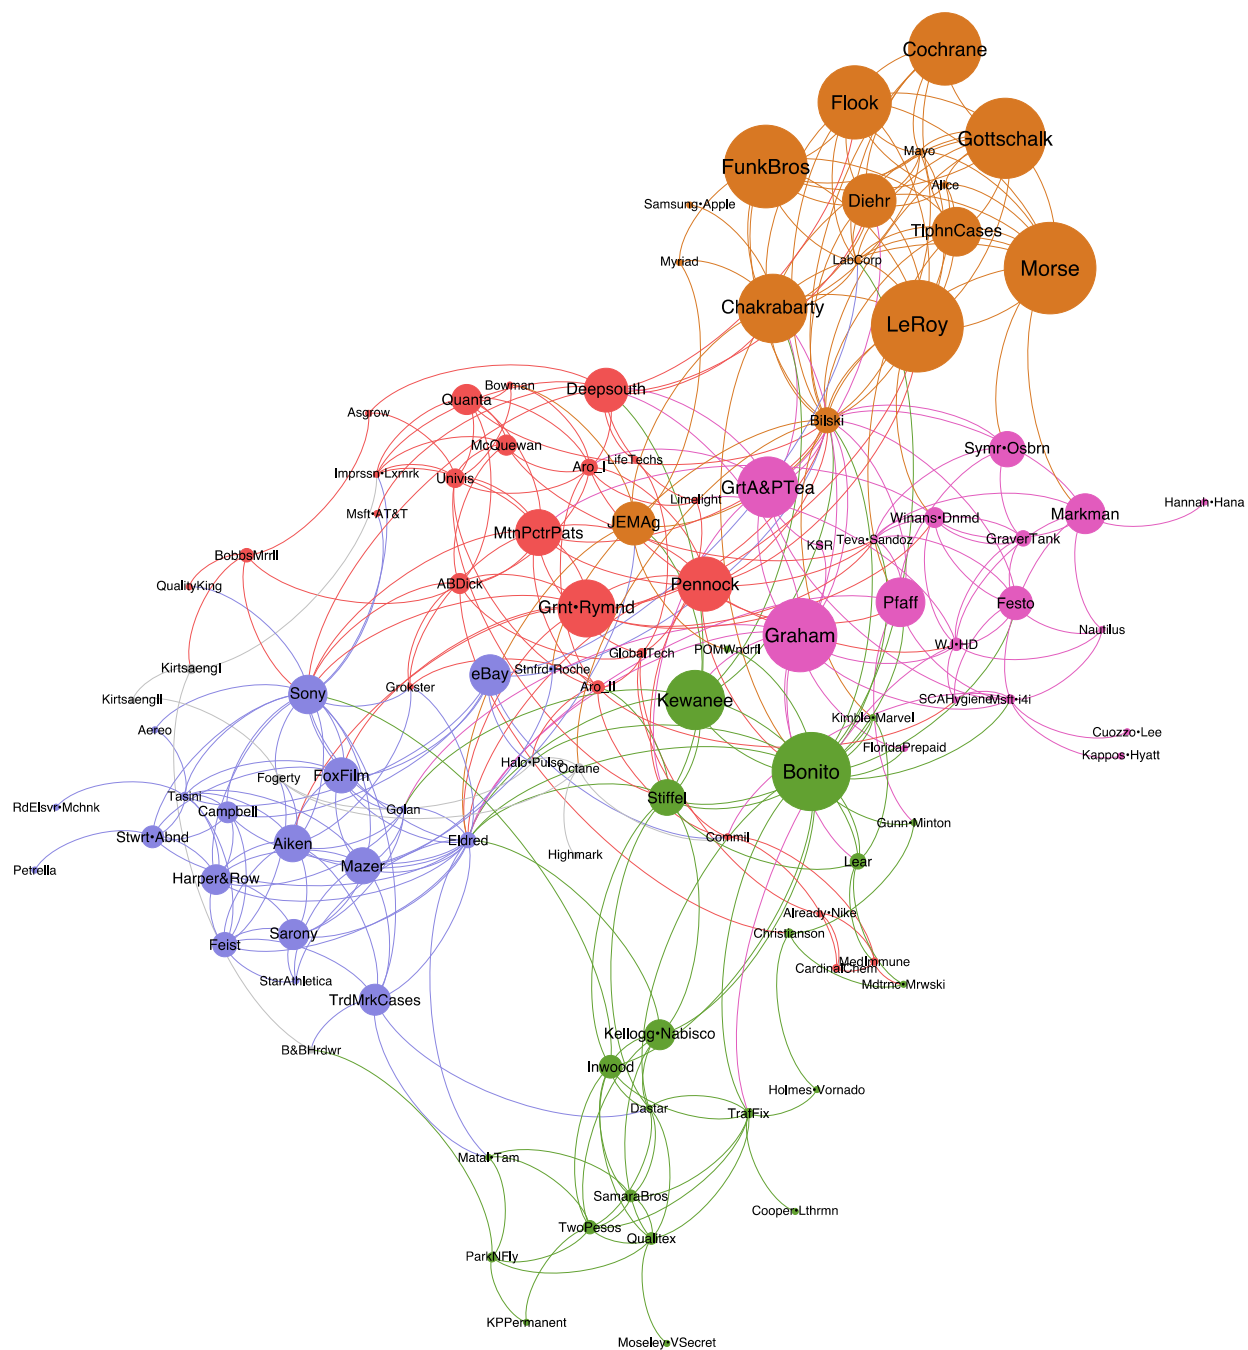 Cochrane
Flook
Gottschalk
Mayo
FunkBros
Alice
Diehr
Samsung•Apple
TlphnCases
Myriad
LabCorp
Morse
Chakrabarty
LeRoy
Bowman
Deepsouth
Quanta
Asgrow
Bilski
McQuewan
Symr•Osbrn
LifeTechs
Aro_I
Imprssn•Lxmrk
Univis
GrtA&PTea
Limelight
Hannah•Hana
Msft•AT&T
Markman
Winans•Dnmd
JEMAg
MtnPctrPats
Teva•Sandoz
GraverTank
KSR
BobbsMrrll
QualityKing
ABDick
Pennock
Pfaff
Festo
Grnt•Rymnd
Graham
Nautilus
WJ•HD
POMWndrfl
GlobalTech
Kirtsaengl
Stnfrd•Roche
eBay
Aro_II
Grokster
Sony
KirtsaengII
SCAHygiene
Msft•i4i
Kewanee
Kimble•Marvel
Aereo
Cuozzo•Lee
FloridaPrepaid
Kappos•Hyatt
Halo•Pulse
Octane
Bonito
FoxFilm
Fogerty
Tasini
Stiffel
RdElsvr•Mchnk
Golan
Campbell
Gunn•Minton
Stwrt•Abnd
Commil
Eldred
Aiken
Highmark
Lear
Mazer
Petrella
Harper&Row
Already•Nike
Christianson
Sarony
Feist
MedImmune
CardinalChem
StarAthletica
Mdtrnc•Mrwski
TrdMrkCases
Kellogg•Nabisco
B&BHrdwr
Inwood
Holmes•Vornado
Dastar
TrafFix
Matal•Tam
SamaraBros
Cooper•Lthrmn
TwoPesos
Qualitex
ParkNFly
KPPermanent
Moseley•VSecret